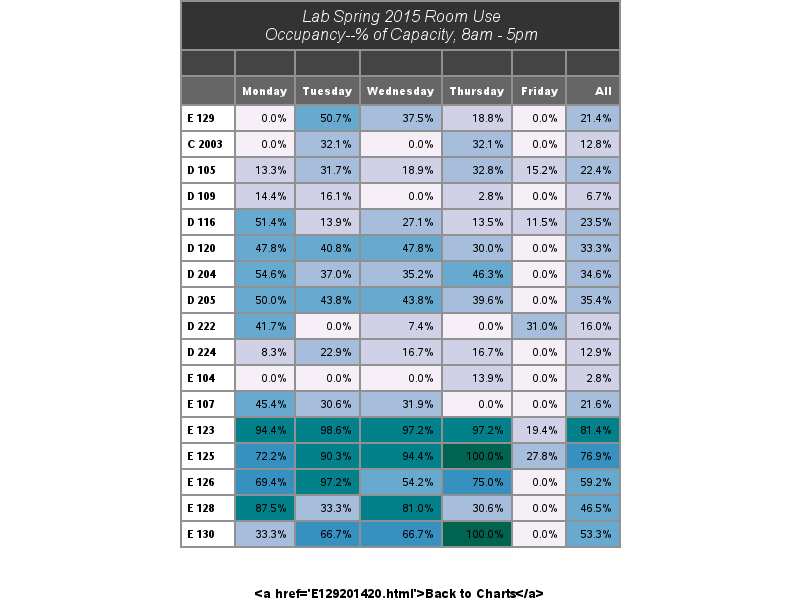 Lab Spring 2015 Room Use
Occupancy--% of Capacity, 8am - 5pm
Monday Tuesday Wednesday Thursday Friday All
E 129 0.0% 50.7% 37.5% 18.8% 0.0% 21.4%
C 2003 0.0% 32.1% 0.0% 32.1% 0.0% 12.8%
D 105 13.3% 31.7% 18.9% 32.8% 15.2% 22.4%
D 109 14.4% 16.1% 0.0% 2.8% 0.0% 6.7%
D 116 51.4% 13.9% 27.1% 13.5% 11.5% 23.5%
D 120 47.8% 40.8% 47.8% 30.0% 0.0% 33.3%
D 204 54.6% 37.0% 35.2% 46.3% 0.0% 34.6%
D 205 50.0% 43.8% 43.8% 39.6% 0.0% 35.4%
D 222 41.7% 0.0% 7.4% 0.0% 31.0% 16.0%
D 224 8.3% 22.9% 16.7% 16.7% 0.0% 12.9%
E 104 0.0% 0.0% 0.0% 13.9% 0.0% 2.8%
E 107 45.4% 30.6% 31.9% 0.0% 0.0% 21.6%
E 123 94.4% 98.6% 97.2% 97.2% 19.4% 81.4%
E 125 72.2% 90.3% 94.4% 100.0% 27.8% 76.9%
E 126 69.4% 97.2% 54.2% 75.0% 0.0% 59.2%
E 128 87.5% 33.3% 81.0% 30.6% 0.0% 46.5%
E 130 33.3% 66.7% 66.7% 100.0% 0.0% 53.3%
<a href='E129201420.html'>Back to Charts</a>